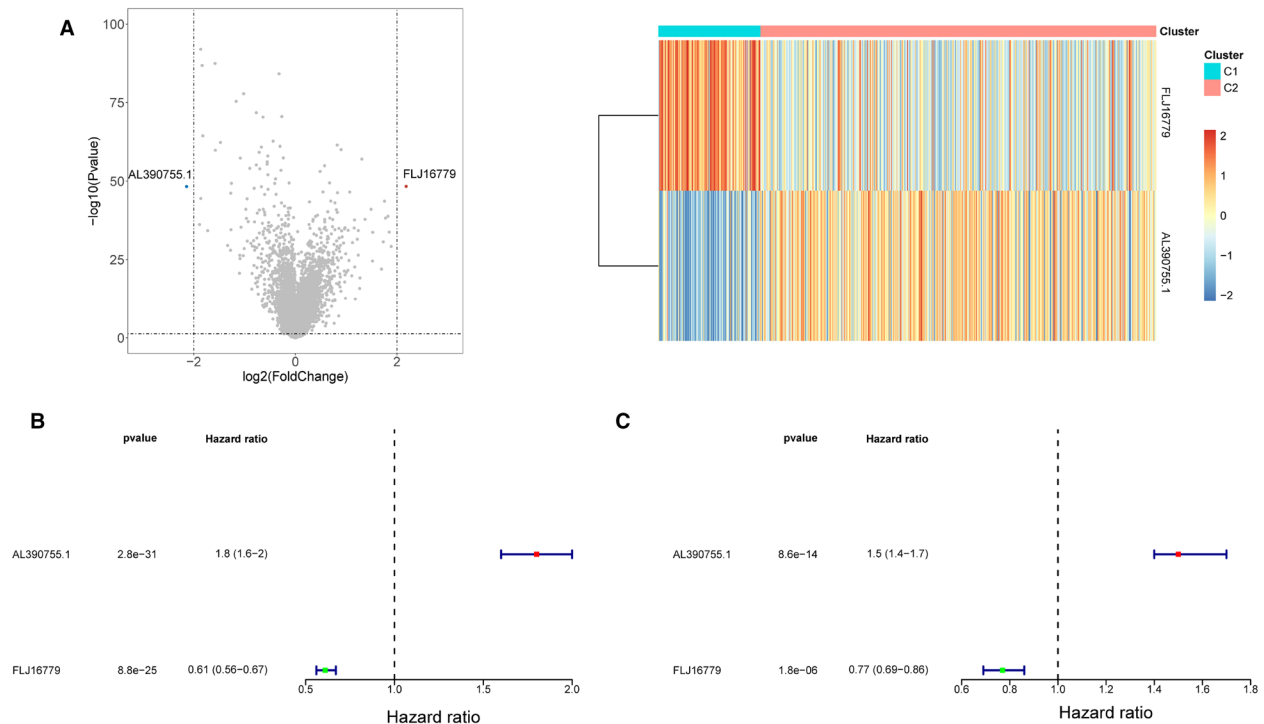 A
100
75
50
25
0
−log10(Pvalue)
AL390755.1
FLJ16779
−2
0
2
log2(FoldChange)
Cluster
Cluster
C1
C2
FLJ16779
AL390755.1
2
1
0
−1
−2
B
pvalue Hazard ratio
AL390755.1 2.8e−31 1.8 (1.6−2)
FLJ16779 8.8e−25 0.61 (0.56−0.67)
0.5 1.0 1.5 2.0
Hazard ratio
C
pvalue Hazard ratio
AL390755.1 8.6e−14 1.5 (1.4−1.7)
FLJ16779 1.8e−06 0.77 (0.69−0.86)
0.6 0.8 1.0 1.2 1.4 1.6 1.8
Hazard ratio